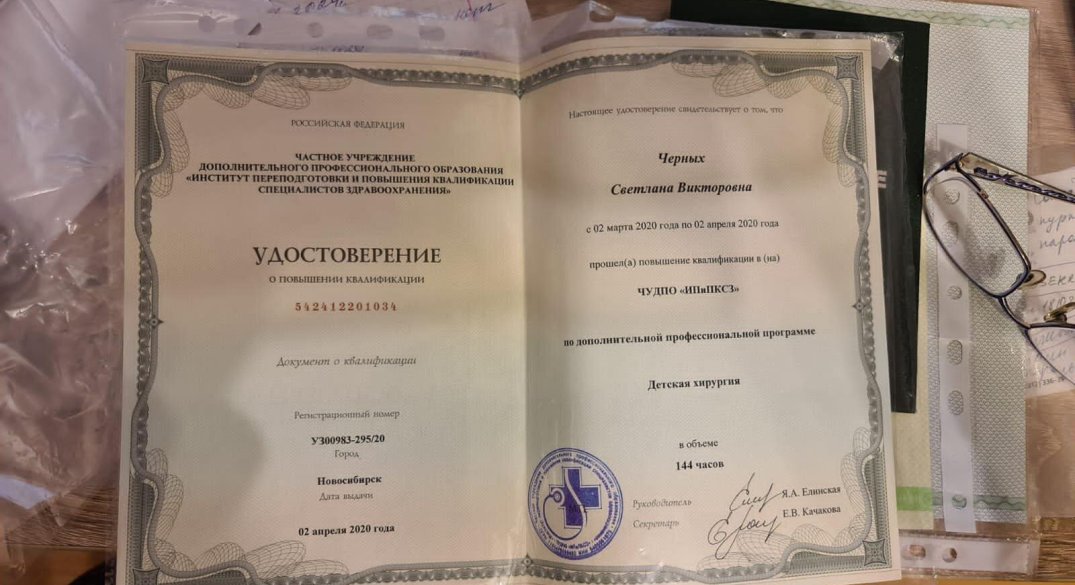 РОССИЙСКАЯ ФЕДЕРАЦИЯ
ЧАСТНОЕ УЧРЕЖДЕНИЕ
ДОПОЛНИТЕЛЬНОГО ПРОФЕССИОНАЛЬНОГО ОБРАЗОВАНИЯ
«ИНСТИТУТ ПЕРЕПОДГОТОВКИ И ПОВЫШЕНИЯ КВАЛИФИКАЦИИ
СПЕЦИАЛИСТОВ ЗДРАВООХРАНЕНИЯ»
УДОСТОВЕРЕНИЕ
О ПОВЫШЕНИИ КВАЛИФИКАЦИИ
542412201034
Документ о квалификации
Регистрационный номер
УЗ00983-295/20
Город
Новосибирск
Дата выдачи
02 апреля 2020 года
Настоящее удостоверение свидетельствует о том, что
Черных
Светлана Викторовна
с 02 марта 2020 года по 02 апреля 2020 года
прошел(а) повышение квалификации в (на)
ЧУДПО «ИПиПКСЗ»
по дополнительной профессиональной программе
Детская хирургия
в объеме
144 часов
Руководитель
Я.А. Елинская
Секретарь
Е.В. Качакова